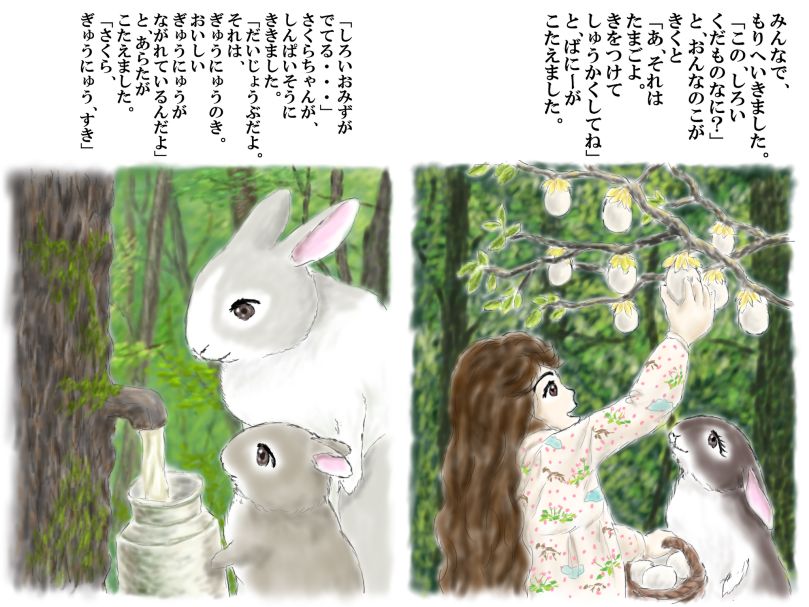 みんなで、
もりへいきました。
「この、しろい
くだものなに？」
と、おんなのこが
きくと
「あ、それは
たまごよ。
きをつけて
しゅうかくしてね」
と、ばにーが
こたえました。
「しろいおみずが
でてる・・・」
さくらちゃんが、
しんぱいそうに
ききました。
「だいじょうぶだよ。
それは、
ぎゅうにゅうのき。
おいしい
ぎゅうにゅうが
ながれているんだよ」
と、あらたが
こたえました。
「さくら、
ぎゅうにゅう、すき」